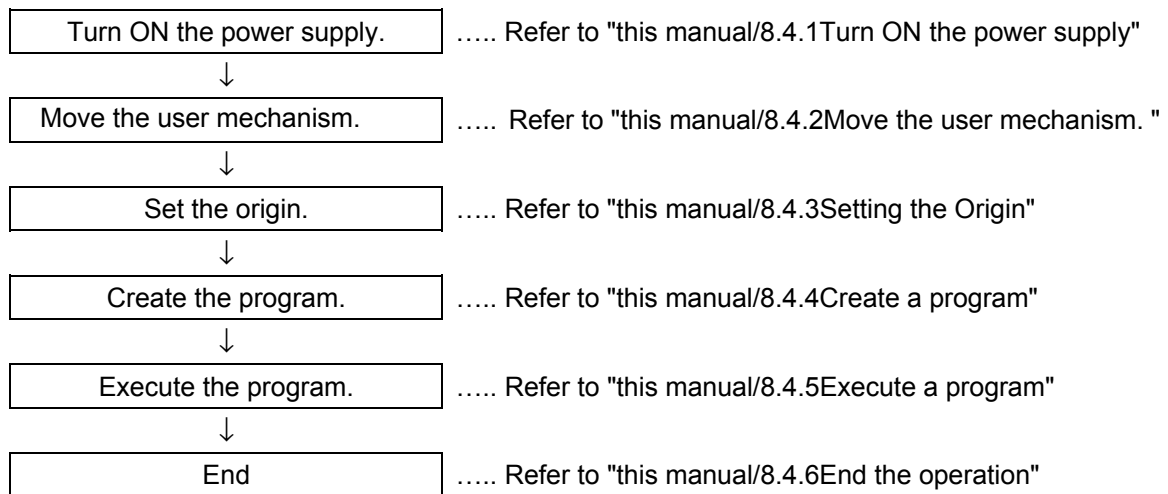 Turn ON the power supply. ….. Refer to "this manual/8.4.1Turn ON the power supply"
↓
Move the user mechanism. ….. Refer to "this manual/8.4.2Move the user mechanism. "
↓
Set the origin. ….. Refer to "this manual/8.4.3Setting the Origin"
↓
Create the program. ….. Refer to "this manual/8.4.4Create a program"
↓
Execute the program. ….. Refer to "this manual/8.4.5Execute a program"
↓
End ….. Refer to "this manual/8.4.6End the operation"